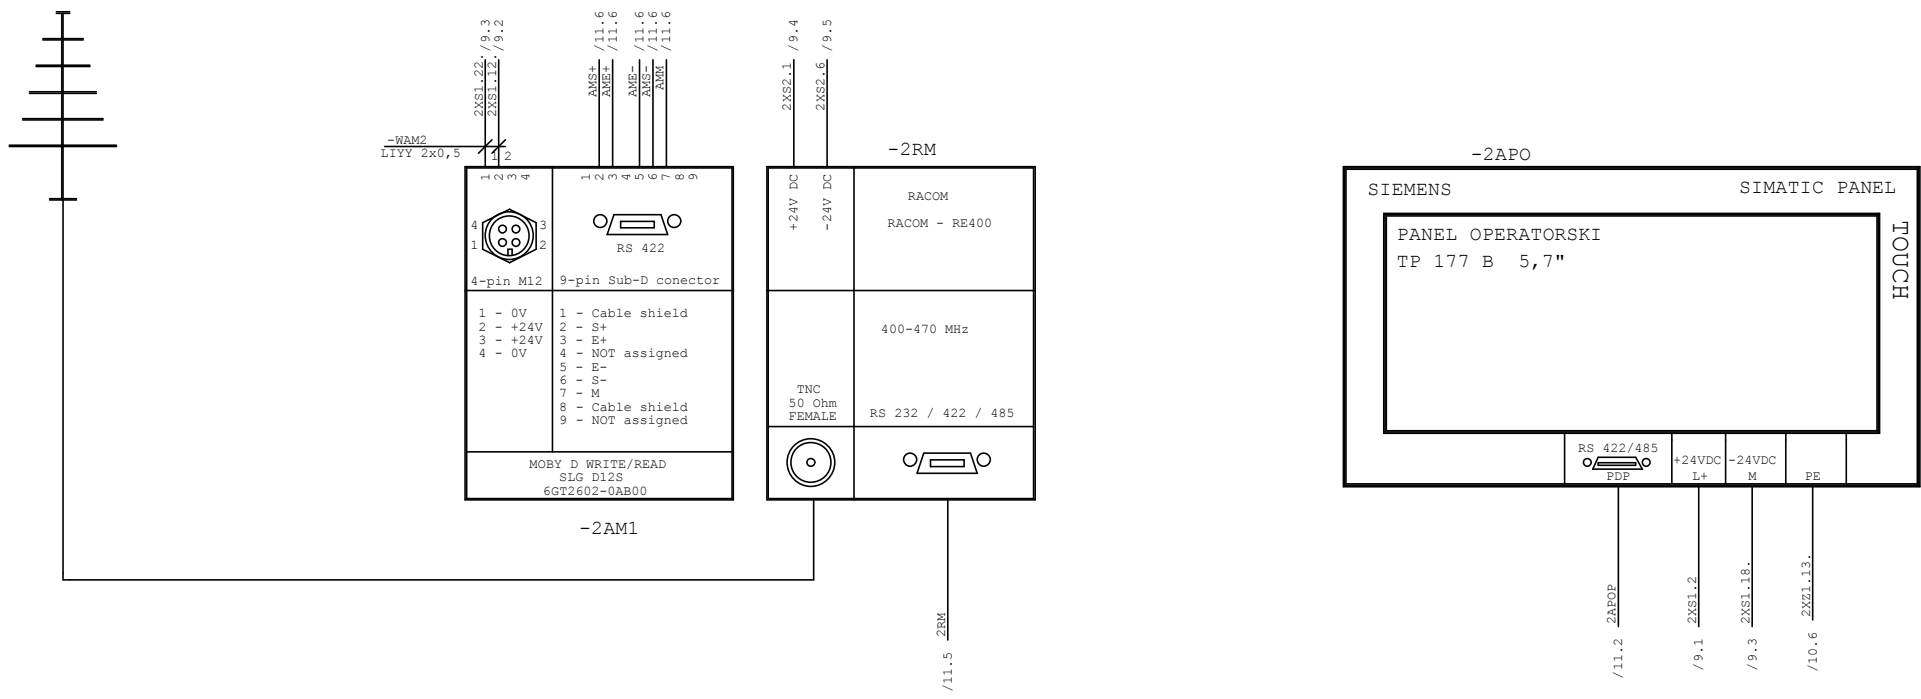 2XS1.22. /9.3
2XS1.12. /9.2
AMS+ /11.6
AME+ /11.6
AME- /11.6
AMS- /11.6
AMM /11.6
2XS2.1 /9.4
2XS2.6 /9.5
-WAM2
LIYY 2x0,5
1 2
-2RM
-2APO
1 2 3 4
1 2 3 4 5 6 7 8 9
4 3
1 2
RS 422
4-pin M12
9-pin Sub-D conector
1 - 0V
2 - +24V
3 - +24V
4 - 0V
1 - Cable shield
2 - S+
3 - E+
4 - NOT assigned
5 - E-
6 - S-
7 - M
8 - Cable shield
9 - NOT assigned
MOBY D WRITE/READ
SLG D12S
6GT2602-0AB00
-2AM1
+24V DC
-24V DC
RACOM
RACOM - RE400
400-470 MHz
TNC
50 Ohm
FEMALE
RS 232 / 422 / 485
2RM
/11.5
SIEMENS
SIMATIC PANEL
TOUCH
PANEL OPERATORSKI
TP 177 B 5,7"
RS 422/485
PDP
+24VDC
L+
-24VDC
M
PE
2APOP
/11.2
2XS1.2
/9.1
2XS1.18.
/9.3
2XZ1.13.
/10.6